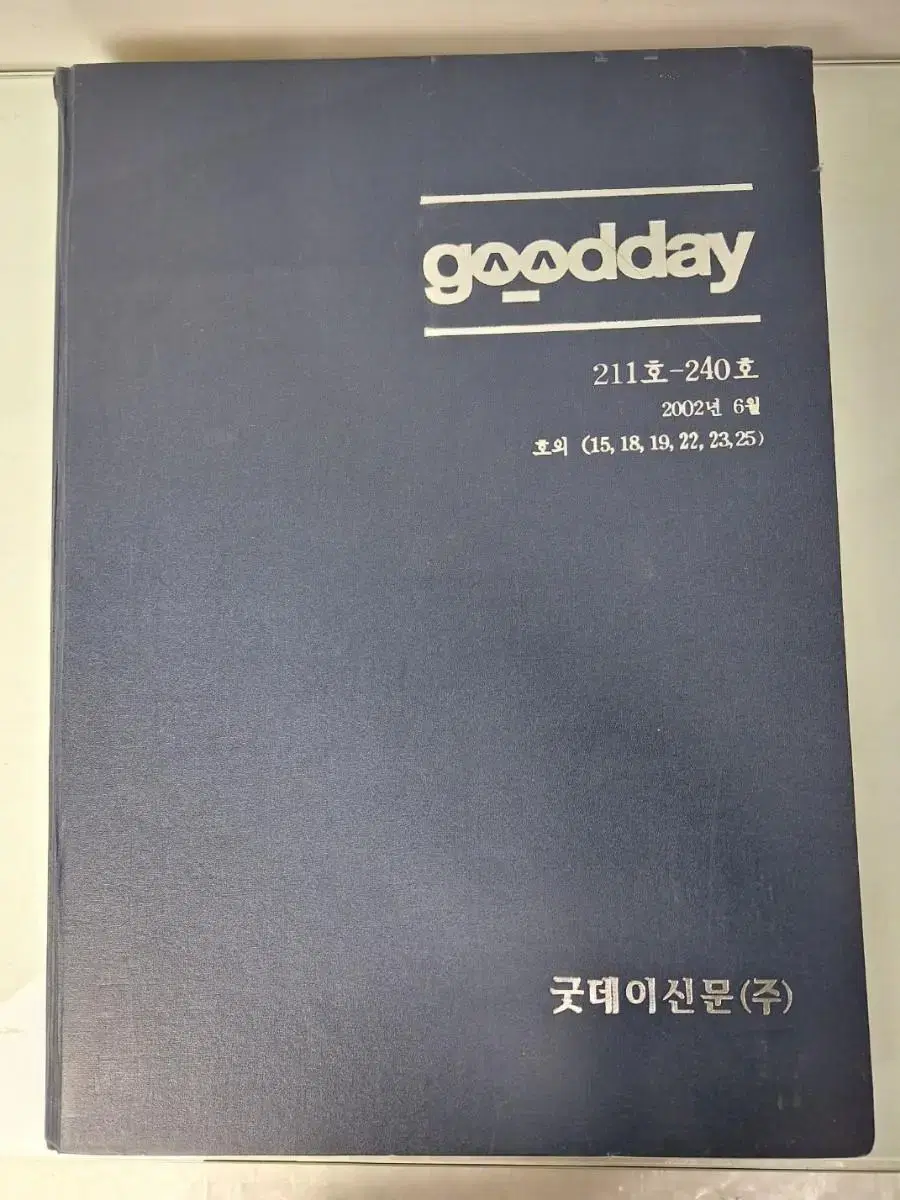 goodday
211호-240호
2002년 6월
호외 (15, 18, 19, 22, 23, 25)
굿데이신문(주)